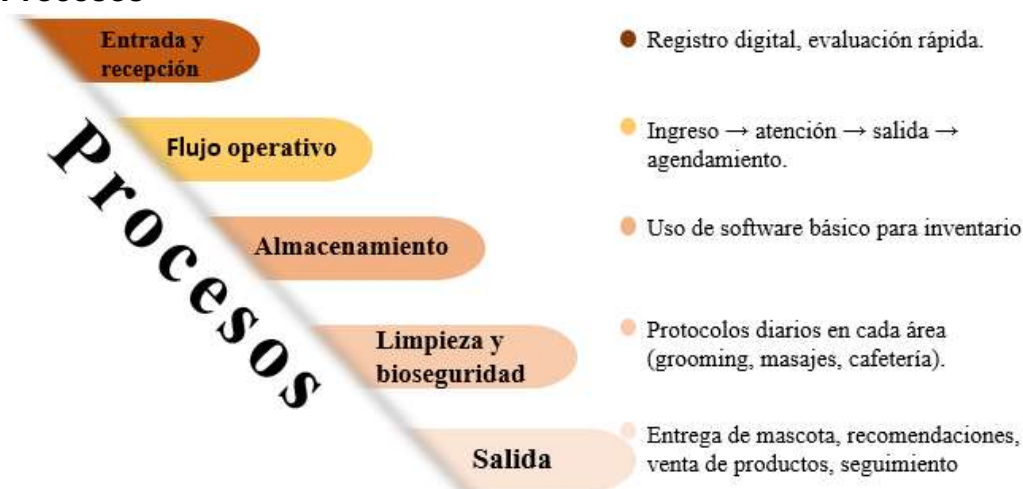 Procesos
Entrada y
recepción
Registro digital, evaluación rápida.
Flujo operativo
Ingreso → atención → salida →
agendamiento.
Almacenamiento
Uso de software básico para inventario
Limpieza y
bioseguridad
Protocolos diarios en cada área
(grooming, masajes, cafetería).
Salida
Entrega de mascota, recomendaciones,
venta de productos, seguimiento